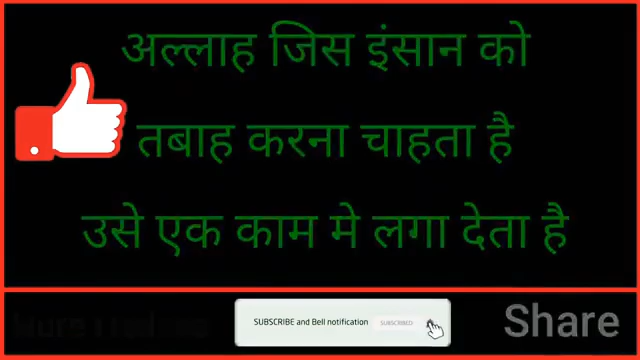 अल्लाह जिस इंसान को
तबाह करना चाहता है
उसे एक काम मे लगा देता है
SUBSCRIBE and Bell notification SUBSCRIBED
Share